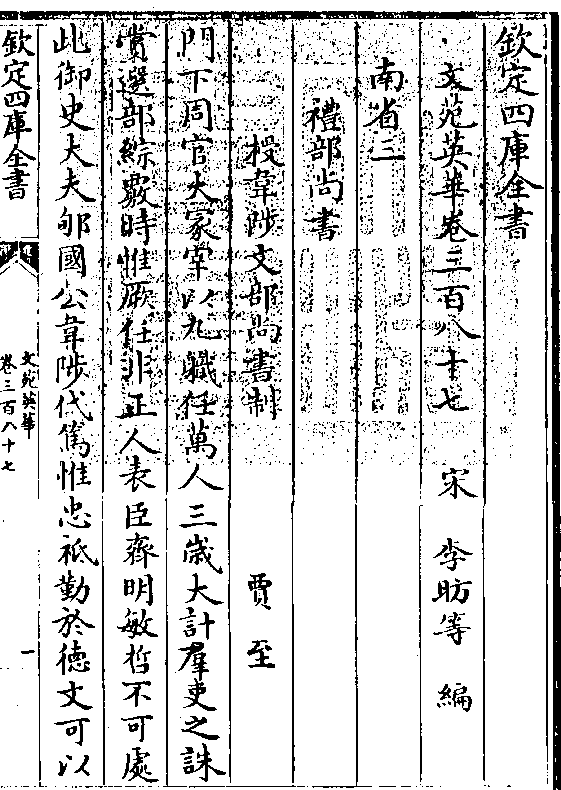 欽定四庫全書
文苑英華卷三百八十七　宋　李昉等　編
南省三
禮部尚書
授韋陟文部尚書制　賈至
門下周官大冢宰以九職任萬人三歲大計羣吏之誅
賞選部綜覈時惟厥任非正人表臣齊明敏哲不可處
此御史大夫郇國公韋陟代篤惟忠祗勤於德文可以
欽定四庫全書
文苑英華
卷三百八十七
一